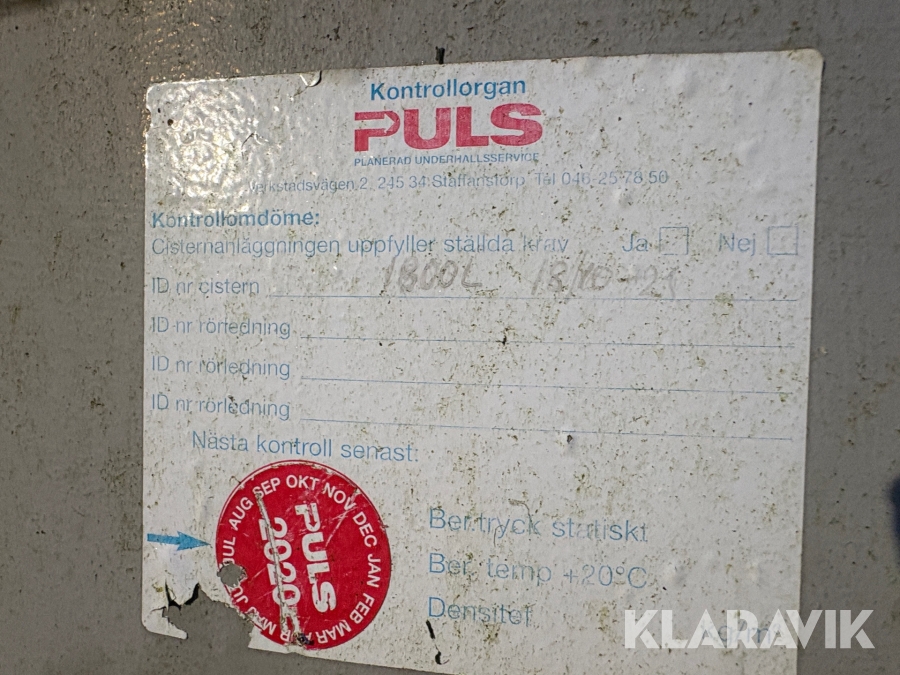 Kontrollorgan
PULS
PLANERAD UNDERHALLSSERVICE
Verkstadsvägen 2, 245 34 Staffanstorp Tel 046-25 78 50
Kontrollomdöme:
Cisternanläggningen uppfyller ställda krav Ja Nej
ID nr cistern 1800L
ID nr rörledning
ID nr rörledning
ID nr rörledning
Nästa kontroll senast:
JUL AUG SEP OKT NOV DEC JAN FEB MAR
PULS
2020
Ber tryck statiskt
Ber. temp +20°C
Densitet
KLARAVIK